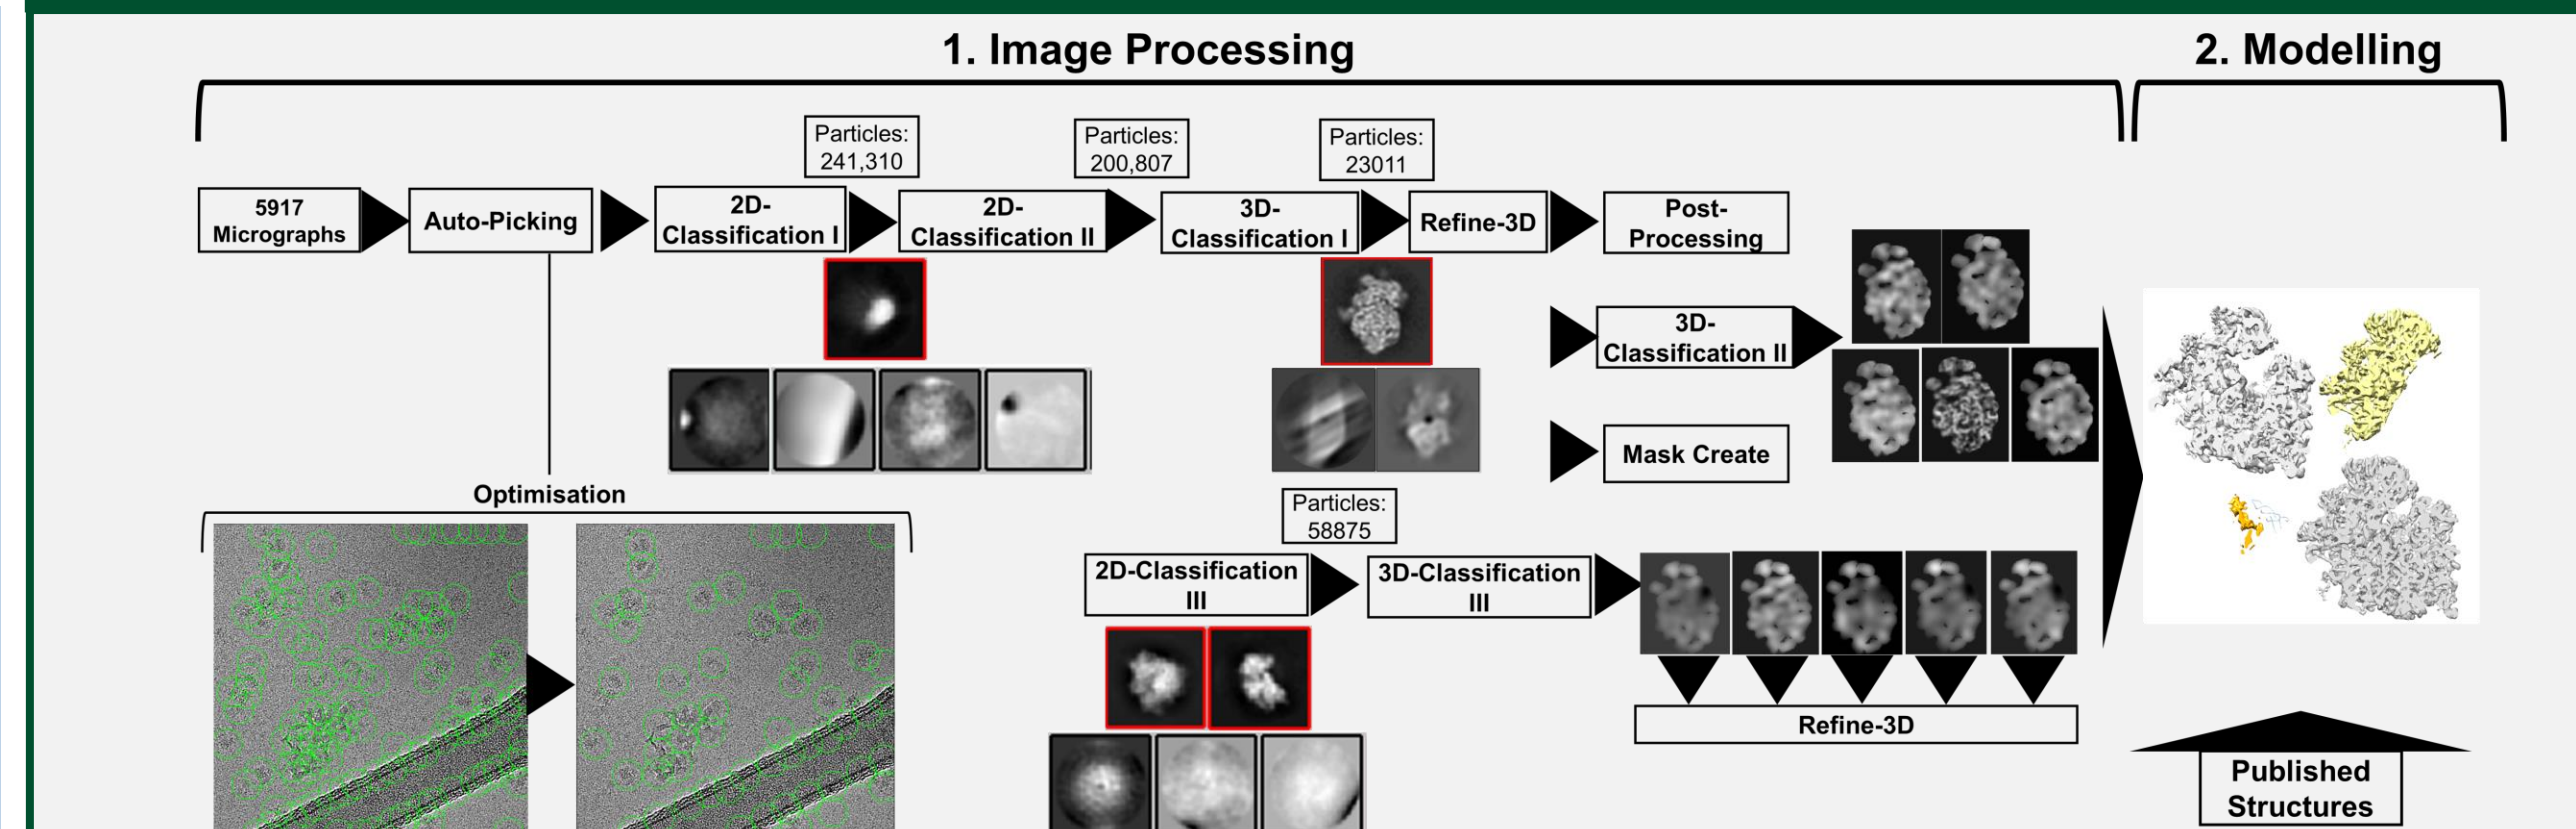 1. Image Processing
2. Modelling
Particles:
241,310
Particles:
200,807
Particles:
23011
5917
Micrographs
Auto-Picking
2D-
Classification I
2D-
Classification II
3D-
Classification I
Refine-3D
Post-
Processing
3D-
Classification II
Mask Create
Optimisation
Particles:
58875
2D-Classification
III
3D-Classification
III
Refine-3D
Published
Structures